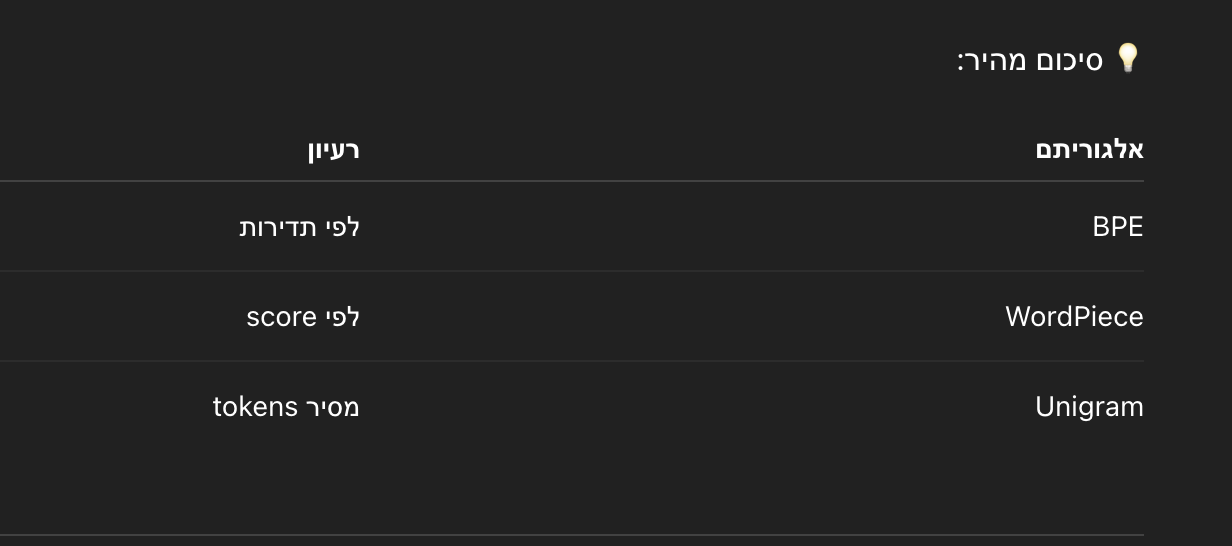 💡 סיכום מהיר:
אלגוריתם רעיון
BPE לפי תדירות
WordPiece לפי score
Unigram מסיר tokens